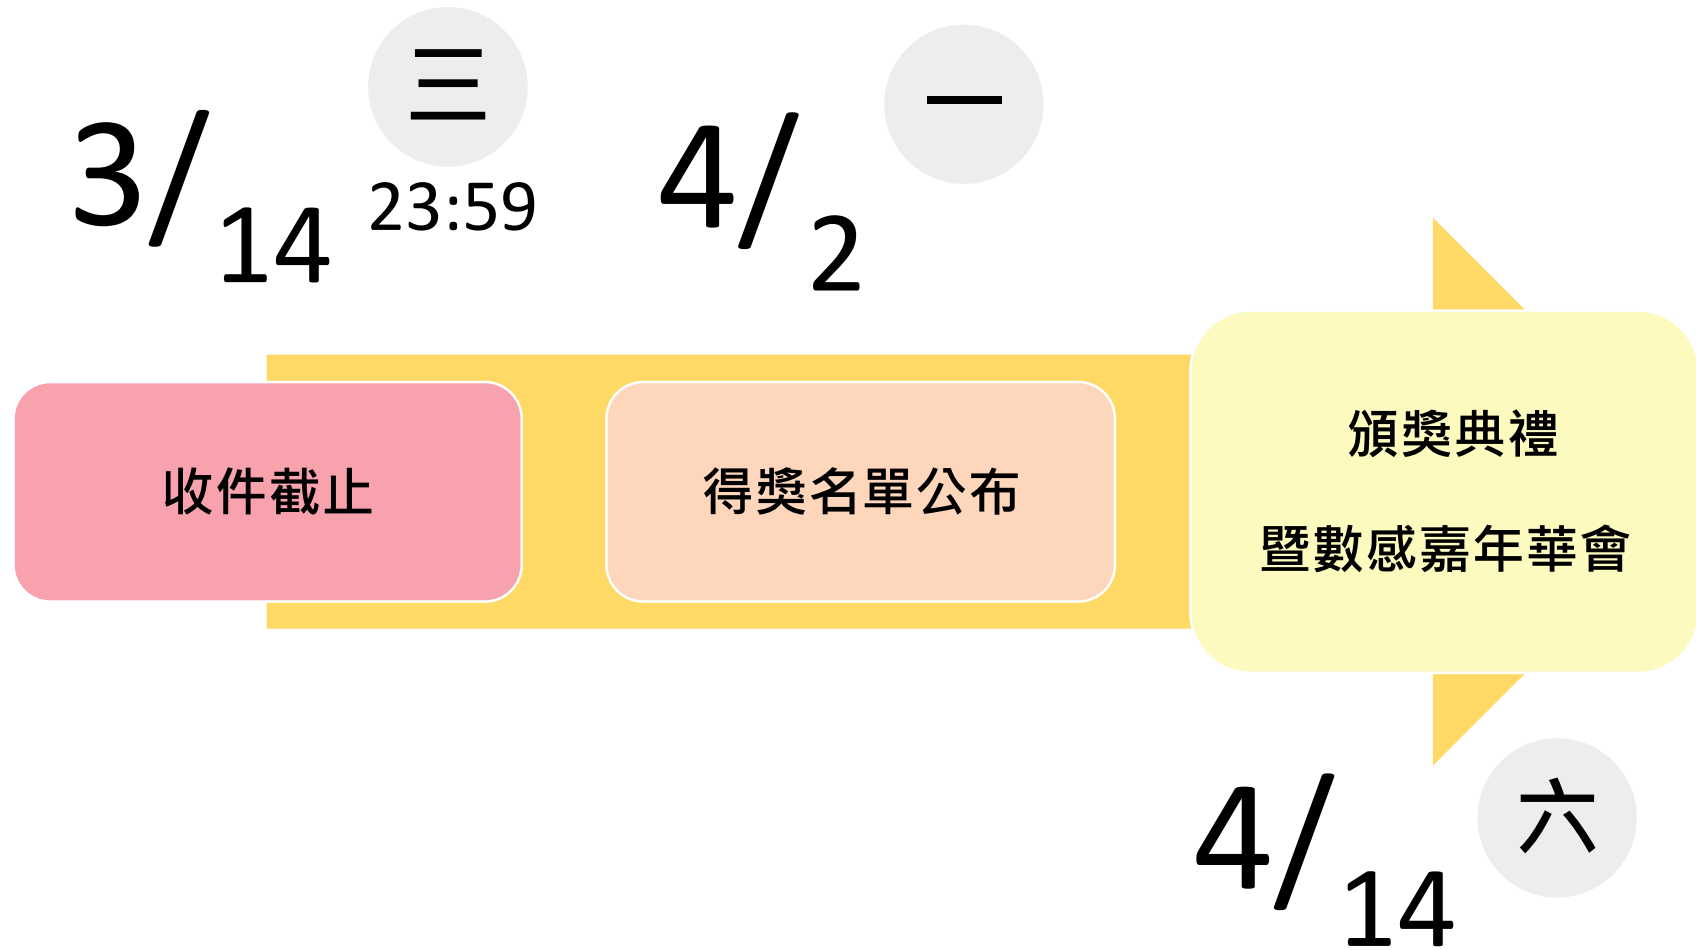 3/14 三
23:59
4/2 一
收件截止
得獎名單公布
頒獎典禮
暨數感嘉年華會
4/14 六